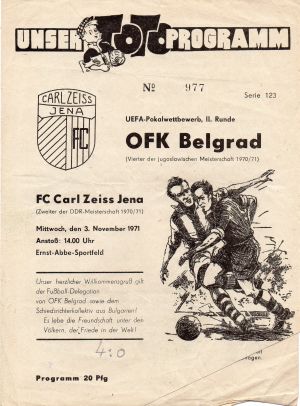 UNSER TOTO-PROGRAMM
№ 977
Serie 123
CARL ZEISS
JENA
FC
UEFA-Pokalwettbewerb, II. Runde
OFK Belgrad
(Vierter der jugoslawischen Meisterschaft 1970/71)
FC Carl Zeiss Jena
(Zweiter der DDR-Meisterschaft 1970/71)
Mittwoch, den 3. November 1971
Anstoß: 14.00 Uhr
Ernst-Abbe-Sportfeld
Unser herzlicher Willkommensgruß gilt
der Fußball-Delegation
von OFK Belgrad sowie dem
Schiedsrichterkollektiv aus Bulgarien!
Es lebe die Freundschaft unter den
Völkern, der Friede in der Welt!
4:0
Programm 20 Pfg